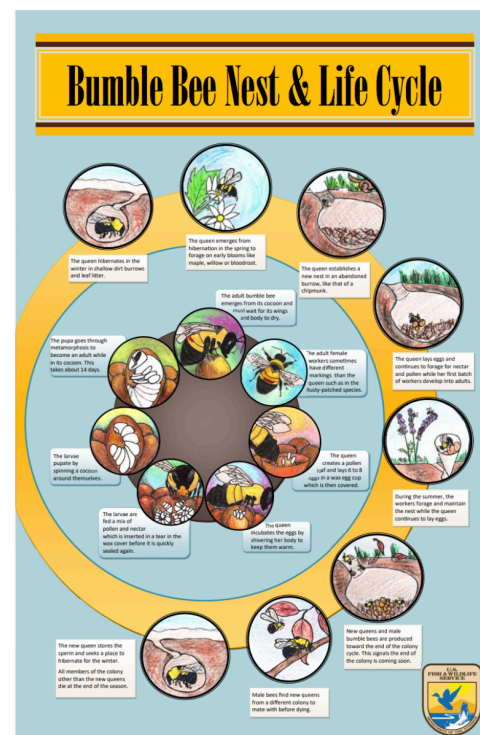 Bumble Bee Nest & Life Cycle
The queen hibernates in the
winter in shallow dirt burrows
and leaf litter.
The queen emerges from
hibernation in the spring to
forage on early blooms like
maple, willow or bloodroot.
The queen establishes a
new nest in an abandoned
burrow, like that of a
chipmunk.
The queen lays eggs and
continues to forage for nectar
and pollen while her first batch
of workers develop into adults.
During the summer, the
workers forage and maintain
the nest while the queen
continues to lay eggs.
New queens and male
bumble bees are produced
toward the end of the colony
cycle. This signals the end of
the colony is coming soon.
Male bees find new queens
from a different colony to
mate with before dying.
The new queen stores the
sperm and seeks a place to
hibernate for the winter.
All members of the colony
other than the new queens
die at the end of the season.
The adult bumble bee
emerges from its cocoon and
must wait for its wings
and body to dry.
The adult female
workers sometimes
have different
markings than the
queen such as in the
Rusty-patched species.
The queen
creates a pollen
loaf and lays 6 to 8
eggs in a wax egg cup
which is then covered.
The queen
incubates the eggs by
shivering her body to
keep them warm.
The larvae are
fed a mix of
pollen and nectar
which is inserted in a tear in the
wax cover before it is quickly
sealed again.
The larvae
pupate by
spinning a cocoon
around themselves.
The pupa goes through
metamorphosis to
become an adult while
in its cocoon. This
takes about 14 days.
U.S.
FISH & WILDLIFE
SERVICE